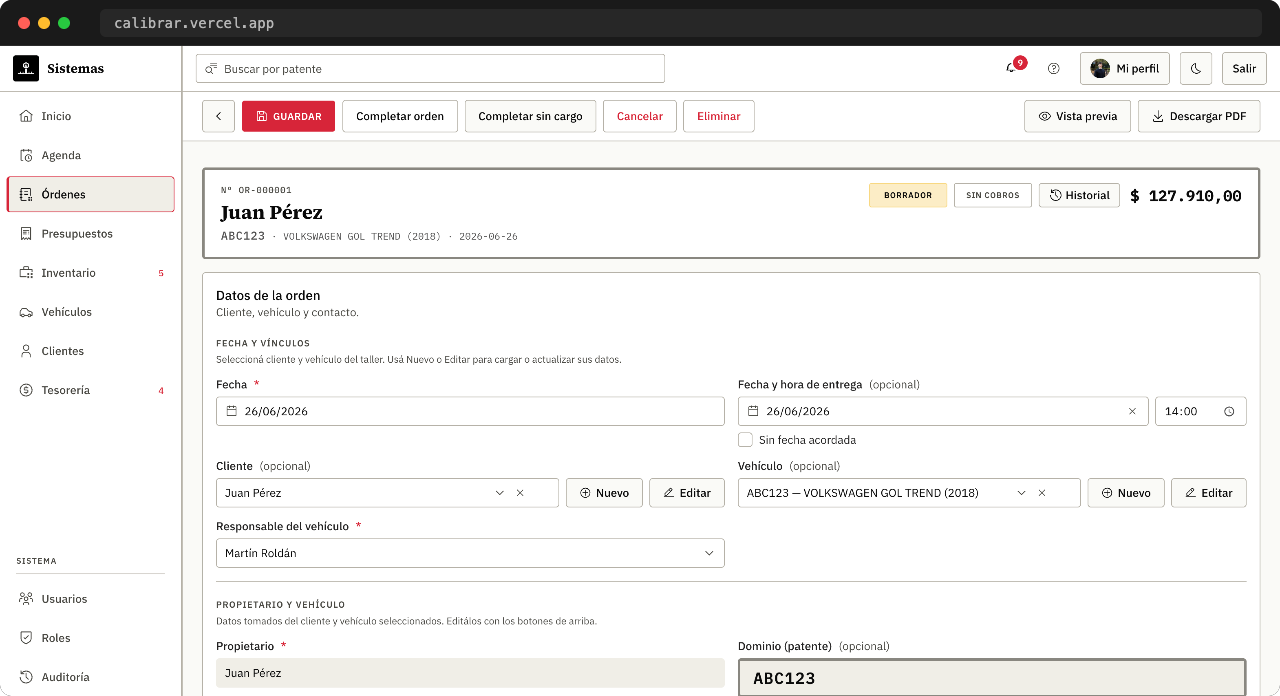 calibrar.vercel.app
Sistemas
Buscar por patente
9
Mi perfil
Salir
Inicio
Agenda
Órdenes
Presupuestos
Inventario 5
Vehículos
Clientes
Tesorería 4
SISTEMA
Usuarios
Roles
Auditoría
GUARDAR
Completar orden
Completar sin cargo
Cancelar
Eliminar
Vista previa
Descargar PDF
N° OR-000001
Juan Pérez
ABC123 · VOLKSWAGEN GOL TREND (2018) · 2026-06-26
BORRADOR
SIN COBROS
Historial
$ 127.910,00
Datos de la orden
Cliente, vehículo y contacto.
FECHA Y VÍNCULOS
Seleccioná cliente y vehículo del taller. Usá Nuevo o Editar para cargar o actualizar sus datos.
Fecha *
26/06/2026
Fecha y hora de entrega (opcional)
26/06/2026
14:00
Sin fecha acordada
Cliente (opcional)
Juan Pérez
Nuevo
Editar
Vehículo (opcional)
ABC123 — VOLKSWAGEN GOL TREND (2018)
Nuevo
Editar
Responsable del vehículo *
Martín Roldán
PROPIETARIO Y VEHÍCULO
Datos tomados del cliente y vehículo seleccionados. Editálos con los botones de arriba.
Propietario *
Juan Pérez
Dominio (patente) (opcional)
ABC123